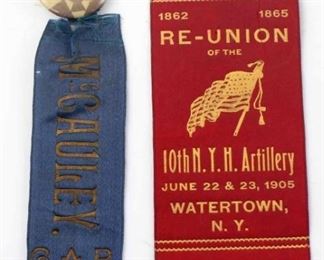 McCAULEY.
G A R
1862 1865
RE-UNION
OF THE
10th N.Y.H. Artillery
JUNE 22 & 23, 1905
WATERTOWN,
N. Y.